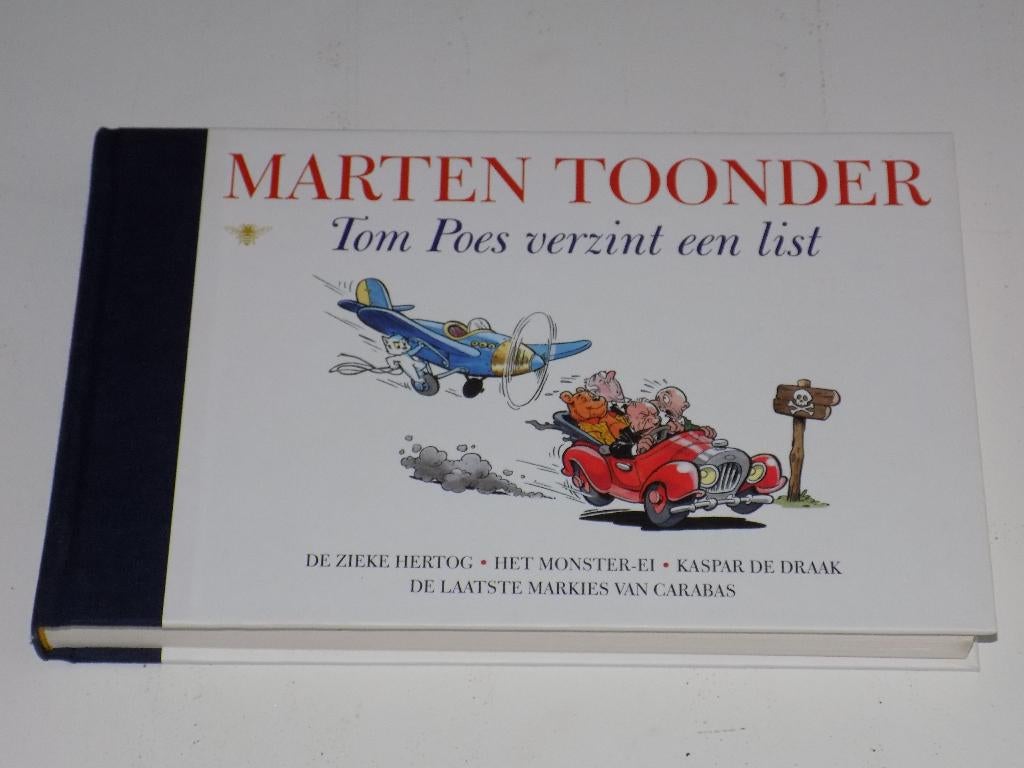 MARTEN TOONDER
Tom Poes verzint een list
DE ZIEKE HERTOG • HET MONSTER-EI • KASPAR DE DRAAK
DE LAATSTE MARKIES VAN CARABAS